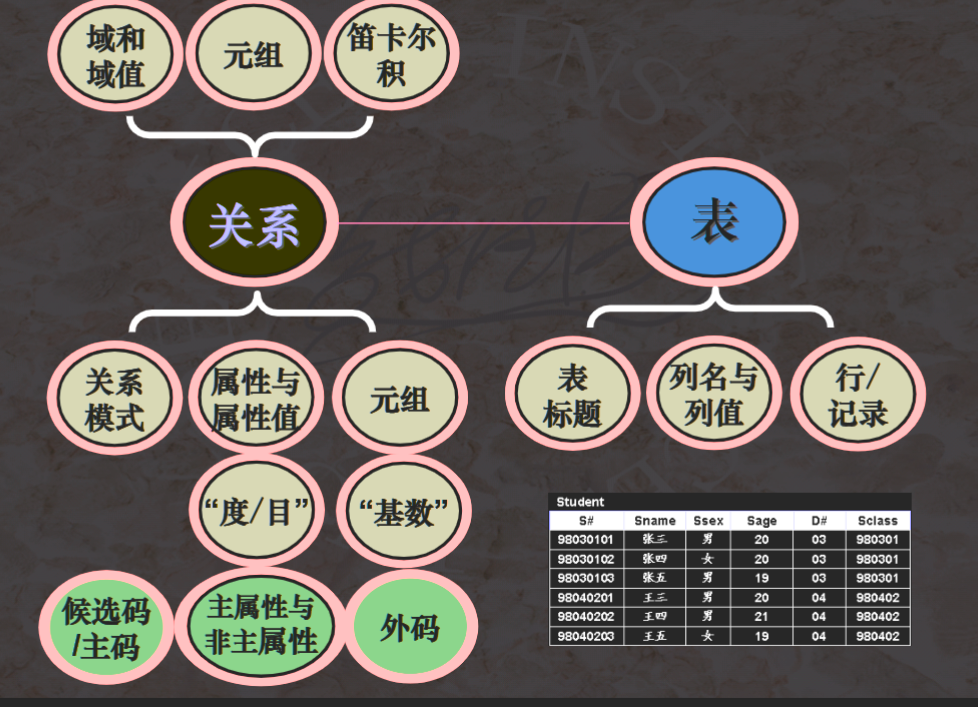 域和
域值
元组
笛卡尔
积
关系
表
关系
模式
属性与
属性值
元组
表
标题
列名与
列值
行/
记录
“度/目”
“基数”
候选码
/主码
主属性与
非主属性
外码
Student
S# Sname Ssex Sage D# Sclass
98030101 张三 男 20 03 980301
98030102 张四 女 20 03 980301
98030103 张五 男 19 03 980301
98040201 王三 男 20 04 980402
98040202 王四 男 21 04 980402
98040203 王五 女 19 04 980402